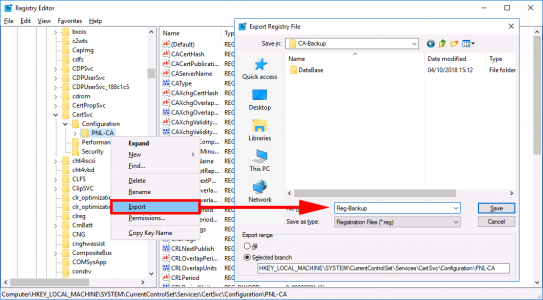 Registry Editor
File Edit View Favorites Help
bxois
c2wts
CapImg
cdfs
CDPSvc
CDPUserSvc
CDPUserSvc_188c1c5
cdrom
CertPropSvc
CertSvc
Configuration
PNL-CA
Performan
Security
cht4iscsi
cht4vbd
CLFS
ClipSVC
clr_optimization
clr_optimization
clreg
CmBatt
CNG
cnghwassist
CompositeBus
COMSysApp
condrv
Expand
New
Find...
Delete
Rename
Export
Permissions...
Copy Key Name
Name
(Default)
CACertHash
CACertPublicati...
CAServerName
CAType
CAXchgCertHash
CAXchgOverlap...
CAXchgOverlap...
CAXchgValidity...
CRLNextPublish
CRLOverlapPeri...
CRLOverlapUnits
CRLPeriod
Export Registry File
Save in:
CA-Backup
Name
Date modified
Type
DataBase
04/10/2018 15:12
File folder
Quick access
Desktop
Libraries
This PC
Network
Reg-Backup
Save
Save as type:
Registration Files (*.reg)
Cancel
Export range
All
Selected branch
HKEY_LOCAL_MACHINE\SYSTEM\CurrentControlSet\Services\CertSvc\Configuration\PNL-CA
Computer\HKEY_LOCAL_MACHINE\SYSTEM\CurrentControlSet\Services\CertSvc\Configuration\PNL-CA